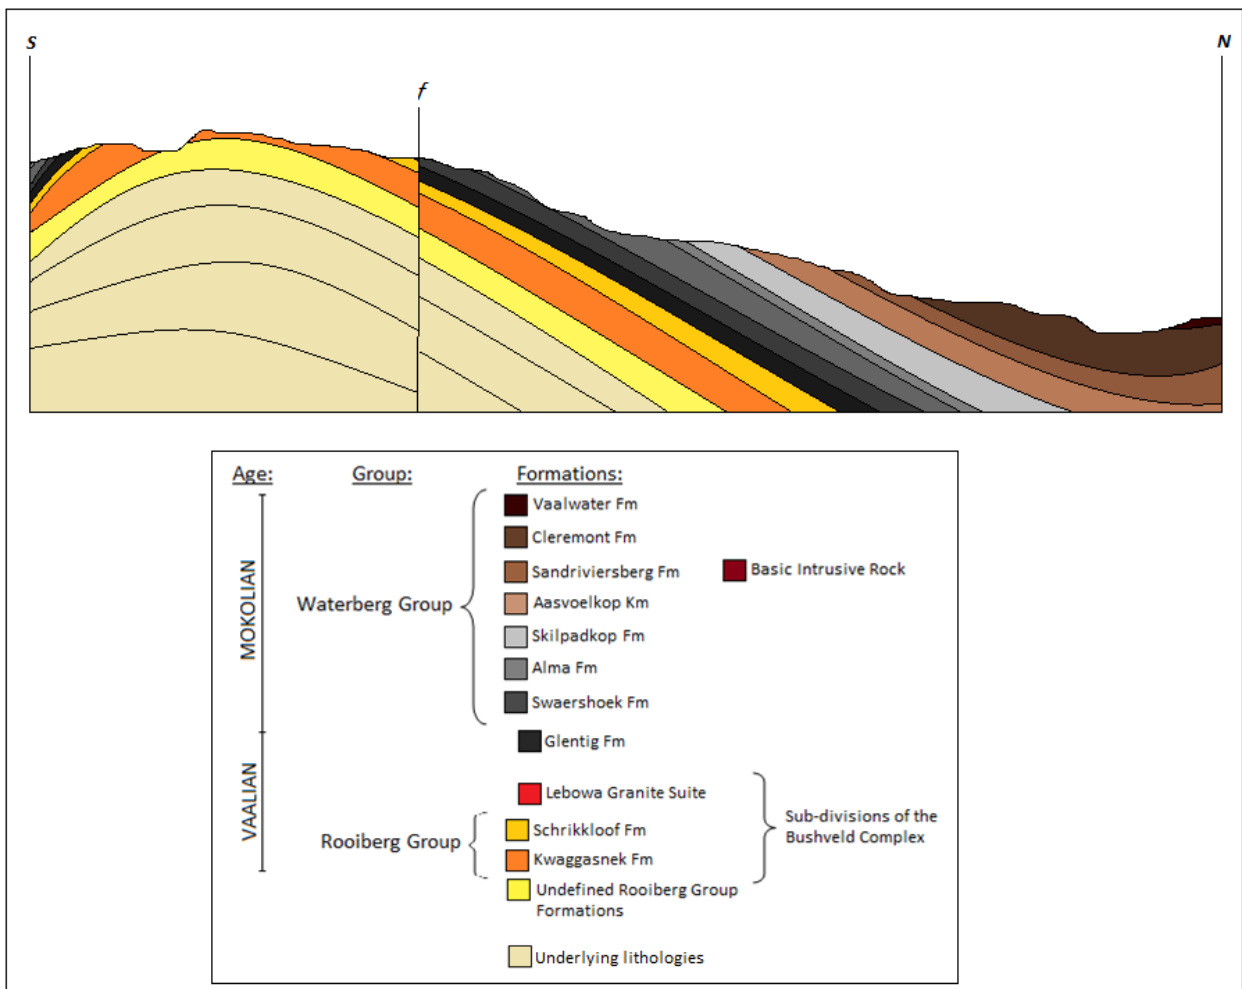 S
N
f
Age:
Group:
Formations:
MOKOLIAN
VAALIAN
Waterberg Group
Rooiberg Group
Vaalwater Fm
Cleremont Fm
Sandriviersberg Fm
Aasvoelkop Km
Skilpadkop Fm
Alma Fm
Swaershoek Fm
Glentig Fm
Lebowa Granite Suite
Schrikkloof Fm
Kwaggasnek Fm
Undefined Rooiberg Group
Formations
Underlying lithologies
Basic Intrusive Rock
Sub-divisions of the
Bushveld Complex